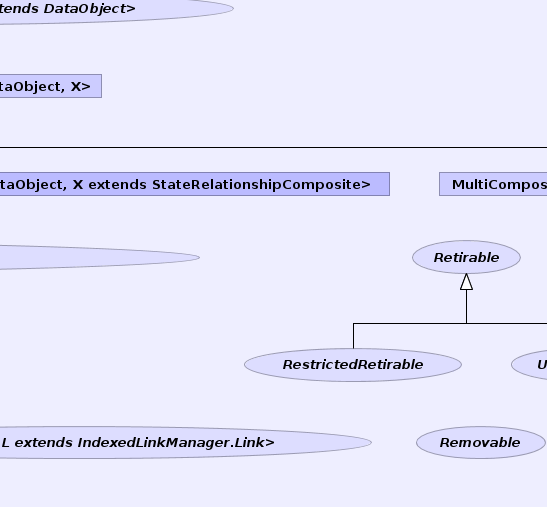 tends DataObject>
taObject, X>
taObject, X extends StateRelationshipComposite>
MultiCompos
Retirable
RestrictedRetirable
U
L extends IndexedLinkManager.Link>
Removable